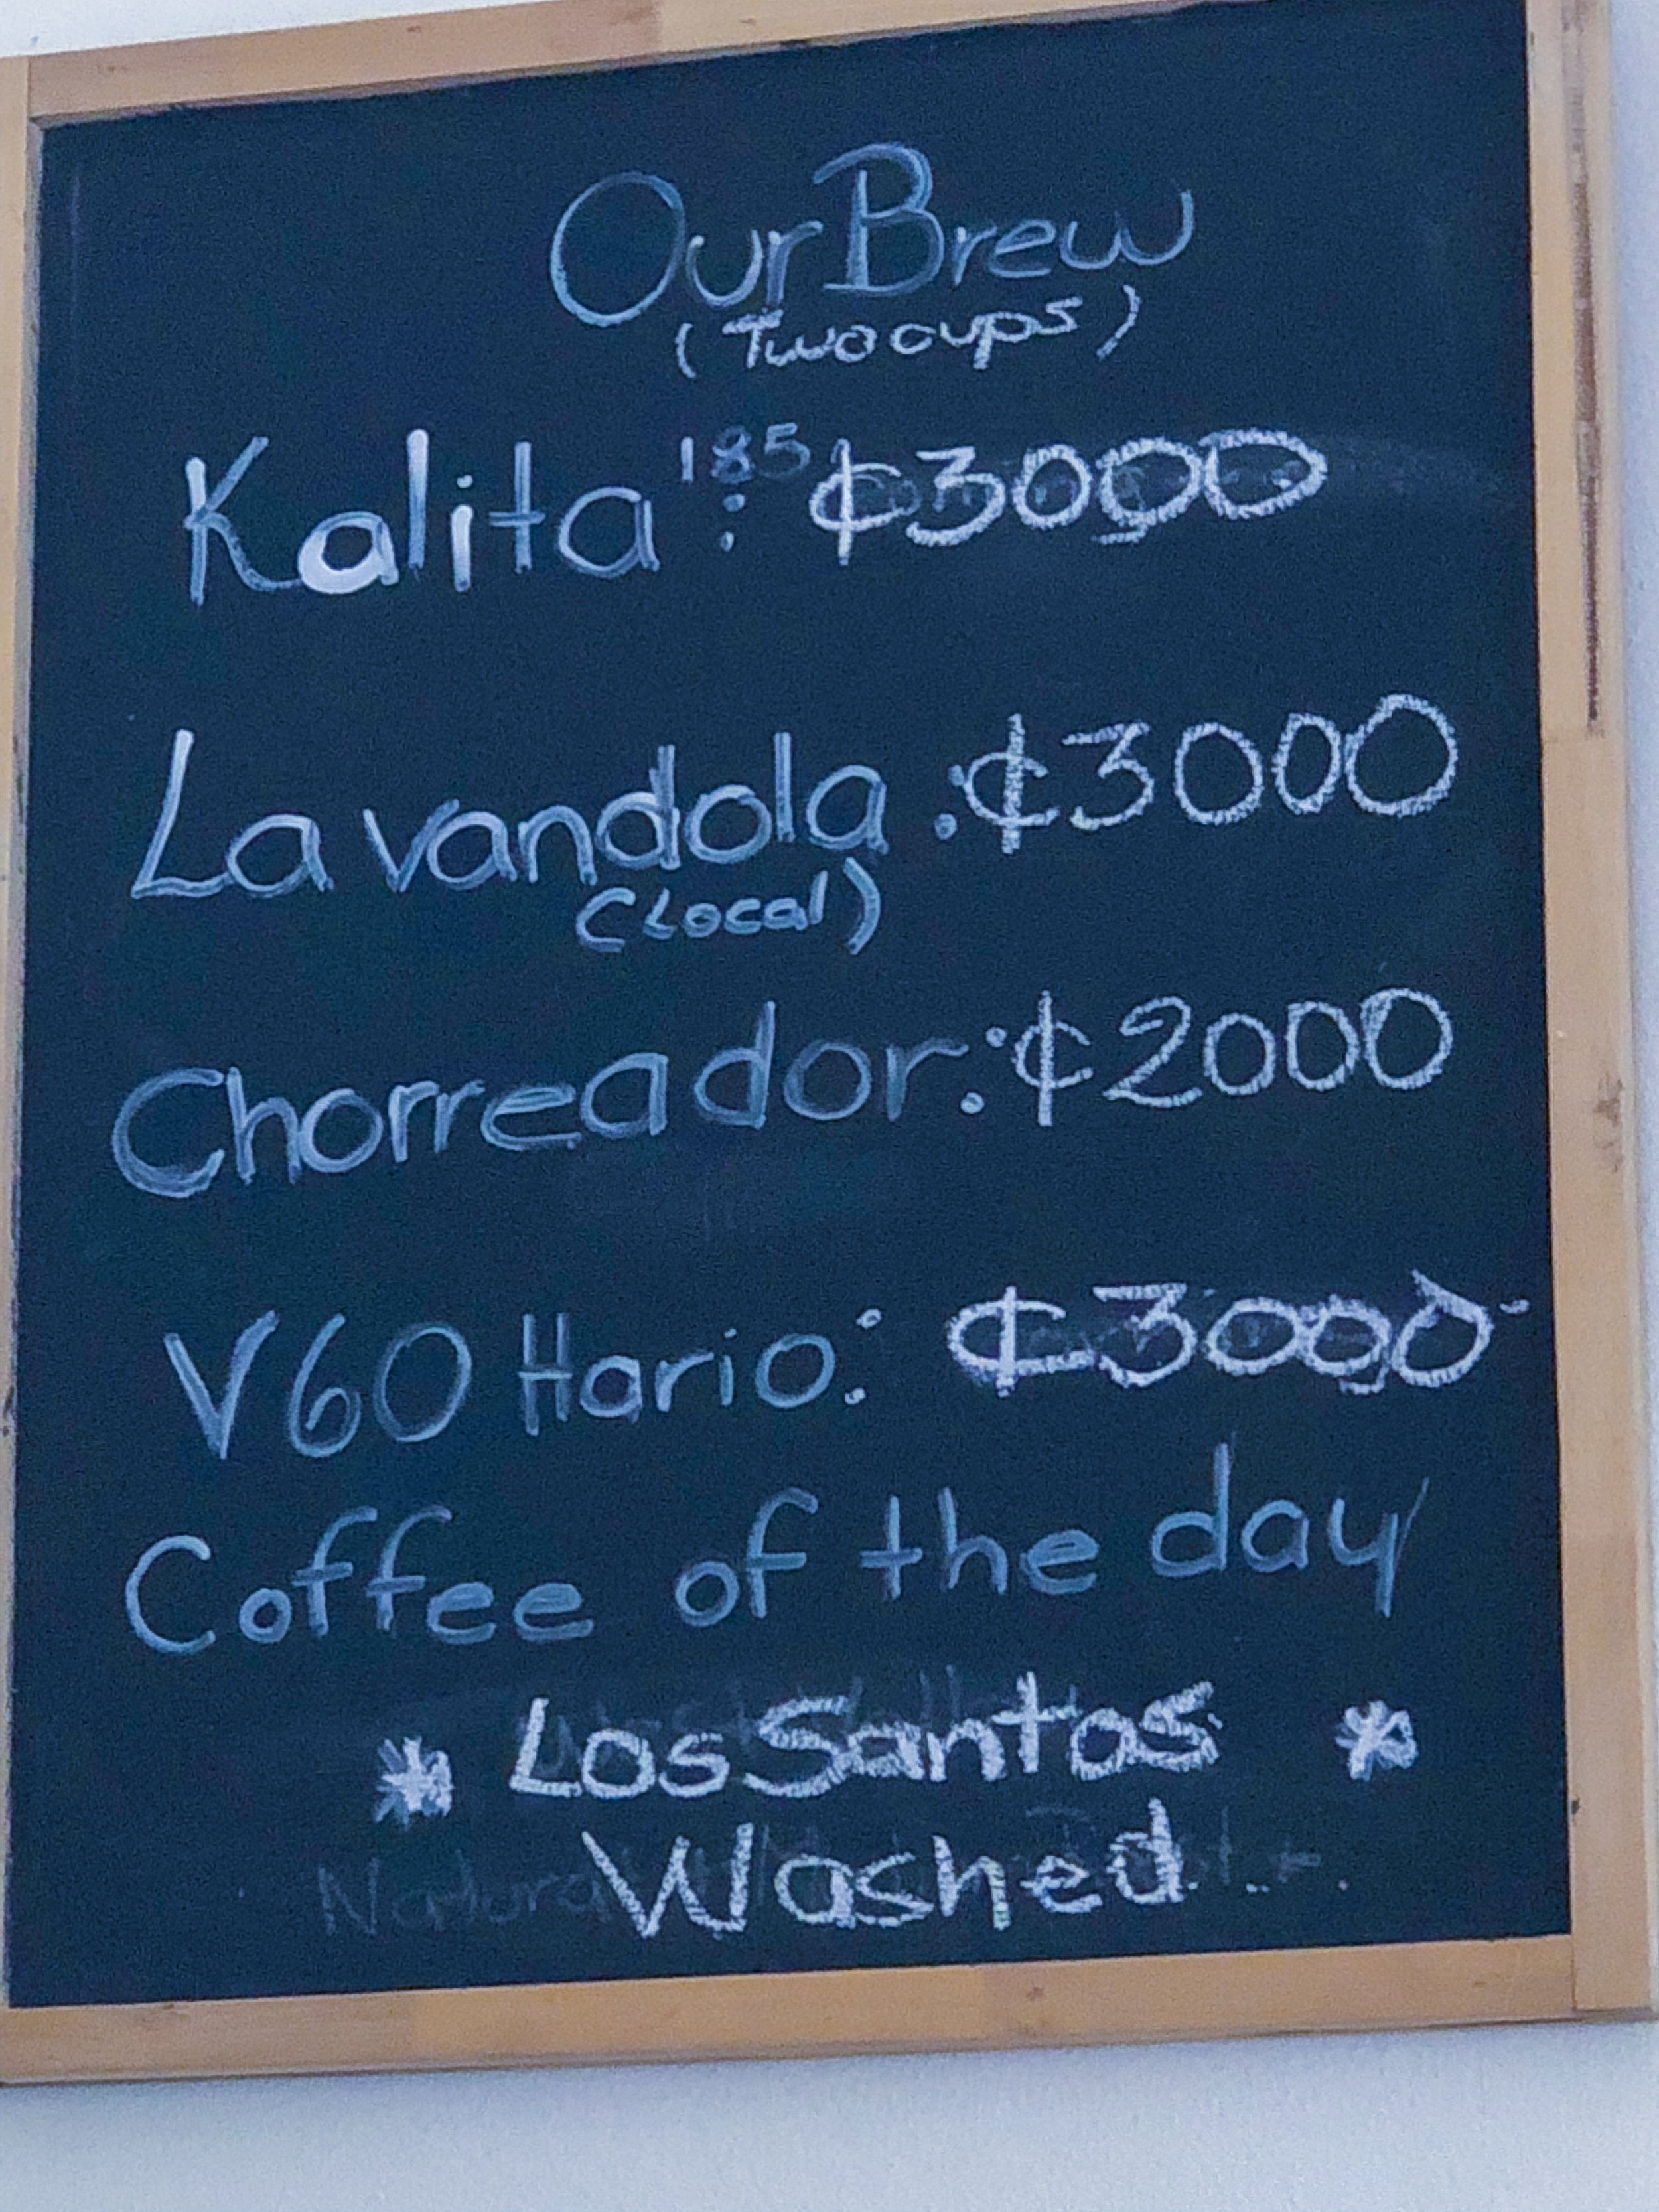 Our Brew
(Two cups)
Kalita 185: ₡3000
La vandola: ₡3000
(Local)
Chorreador: ₡2000
V60 Hario: ₡3000
Coffee of the day
* Los Santos *
Washed